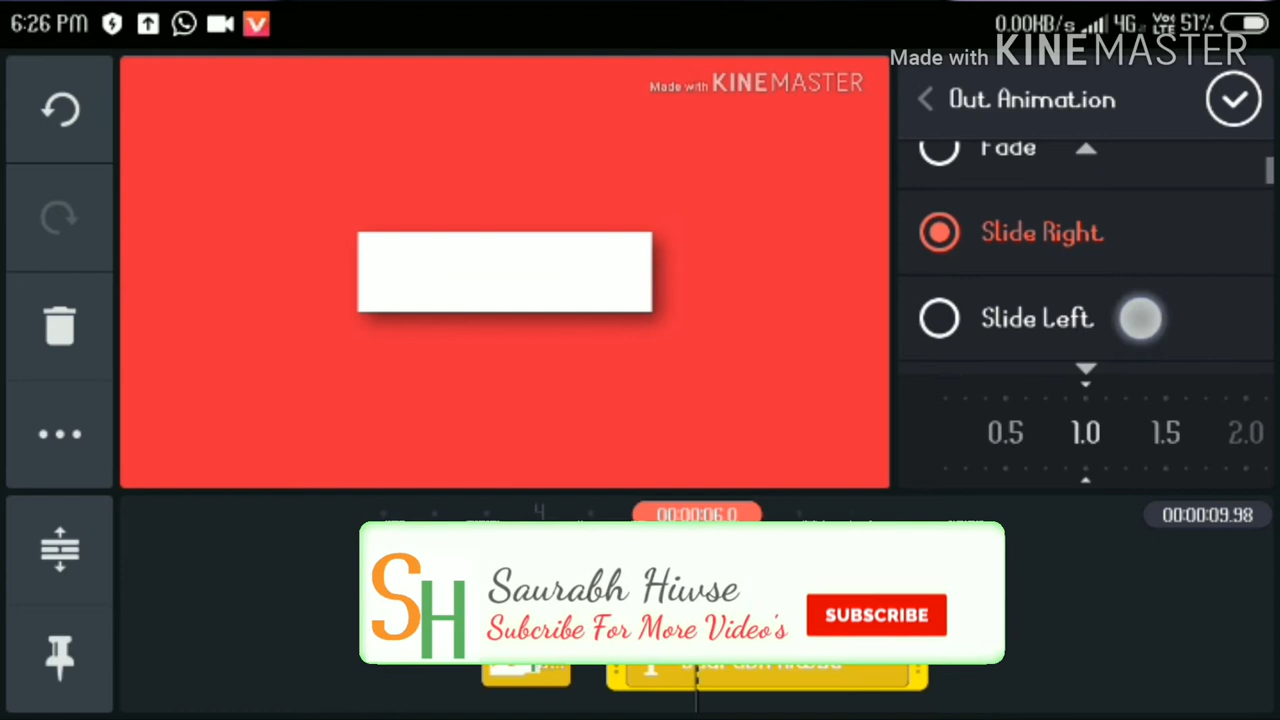 6:26 PM
0.00KB/s 4G 51%
Made with KINEMASTER
Made with KINEMASTER
Out Animation
Fade
Slide Right
Slide Left
0.5 1.0 1.5 2.0
4
00:00:06.0
00:00:09.98
SH
Saurabh Hiwse
Subcribe For More Video's
SUBSCRIBE